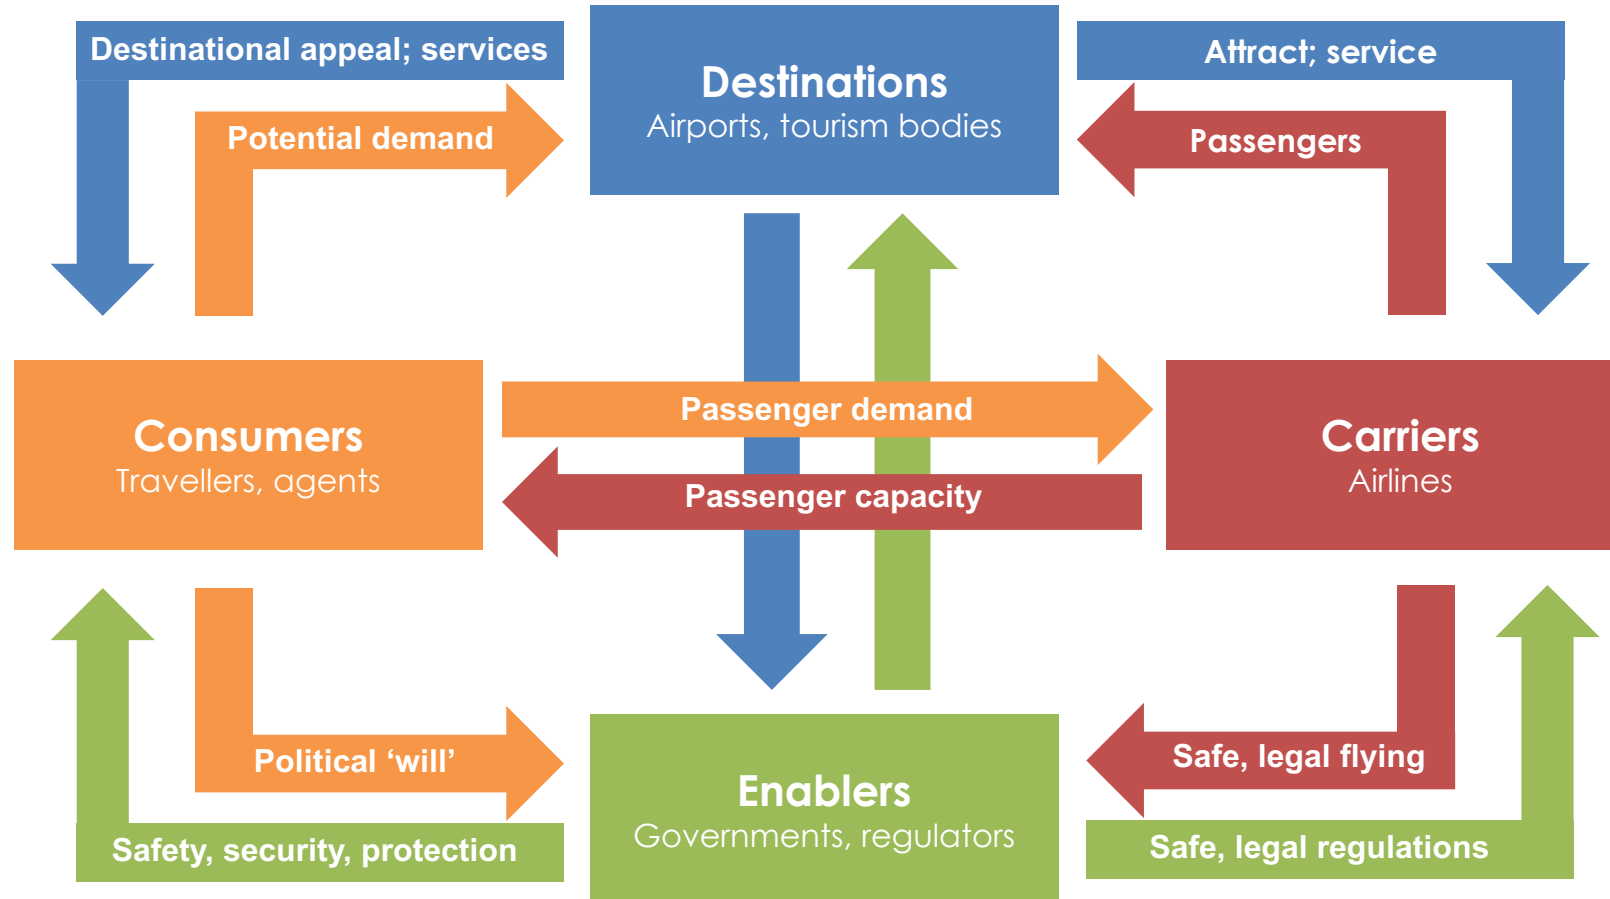 Destinational appeal; services
Destinations
Airports, tourism bodies
Attract; service
Potential demand
Passengers
Consumers
Travellers, agents
Passenger demand
Passenger capacity
Carriers
Airlines
Political ‘will’
Safety, security, protection
Enablers
Governments, regulators
Safe, legal flying
Safe, legal regulations